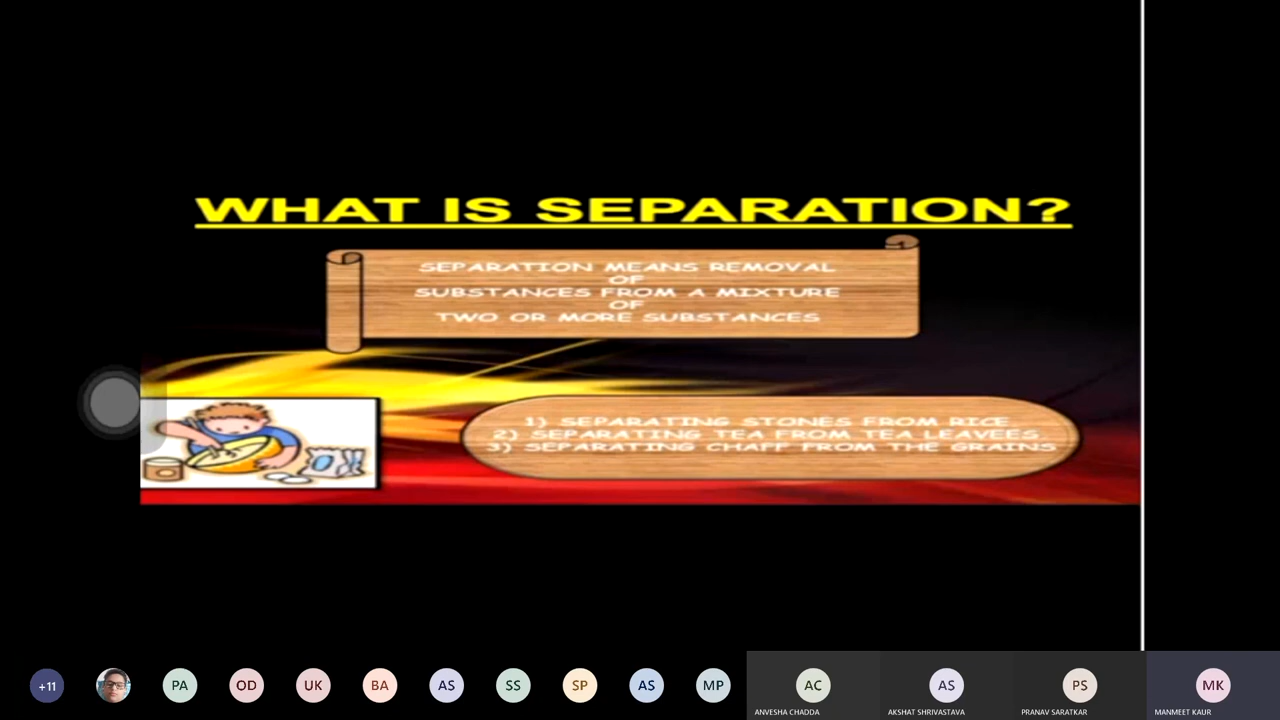 WHAT IS SEPARATION?
SEPARATION MEANS REMOVAL
OF
SUBSTANCES FROM A MIXTURE
OF
TWO OR MORE SUBSTANCES
1) SEPARATING STONES FROM RICE
2) SEPARATING TEA FROM TEA LEAVEES
3) SEPARATING CHAFF FROM THE GRAINS
+11
PA
OD
UK
BA
AS
SS
SP
AS
MP
AC
AS
PS
MK
ANVESHA CHADDA
AKSHAT SHRIVASTAVA
PRANAV SARATKAR
MANMEET KAUR